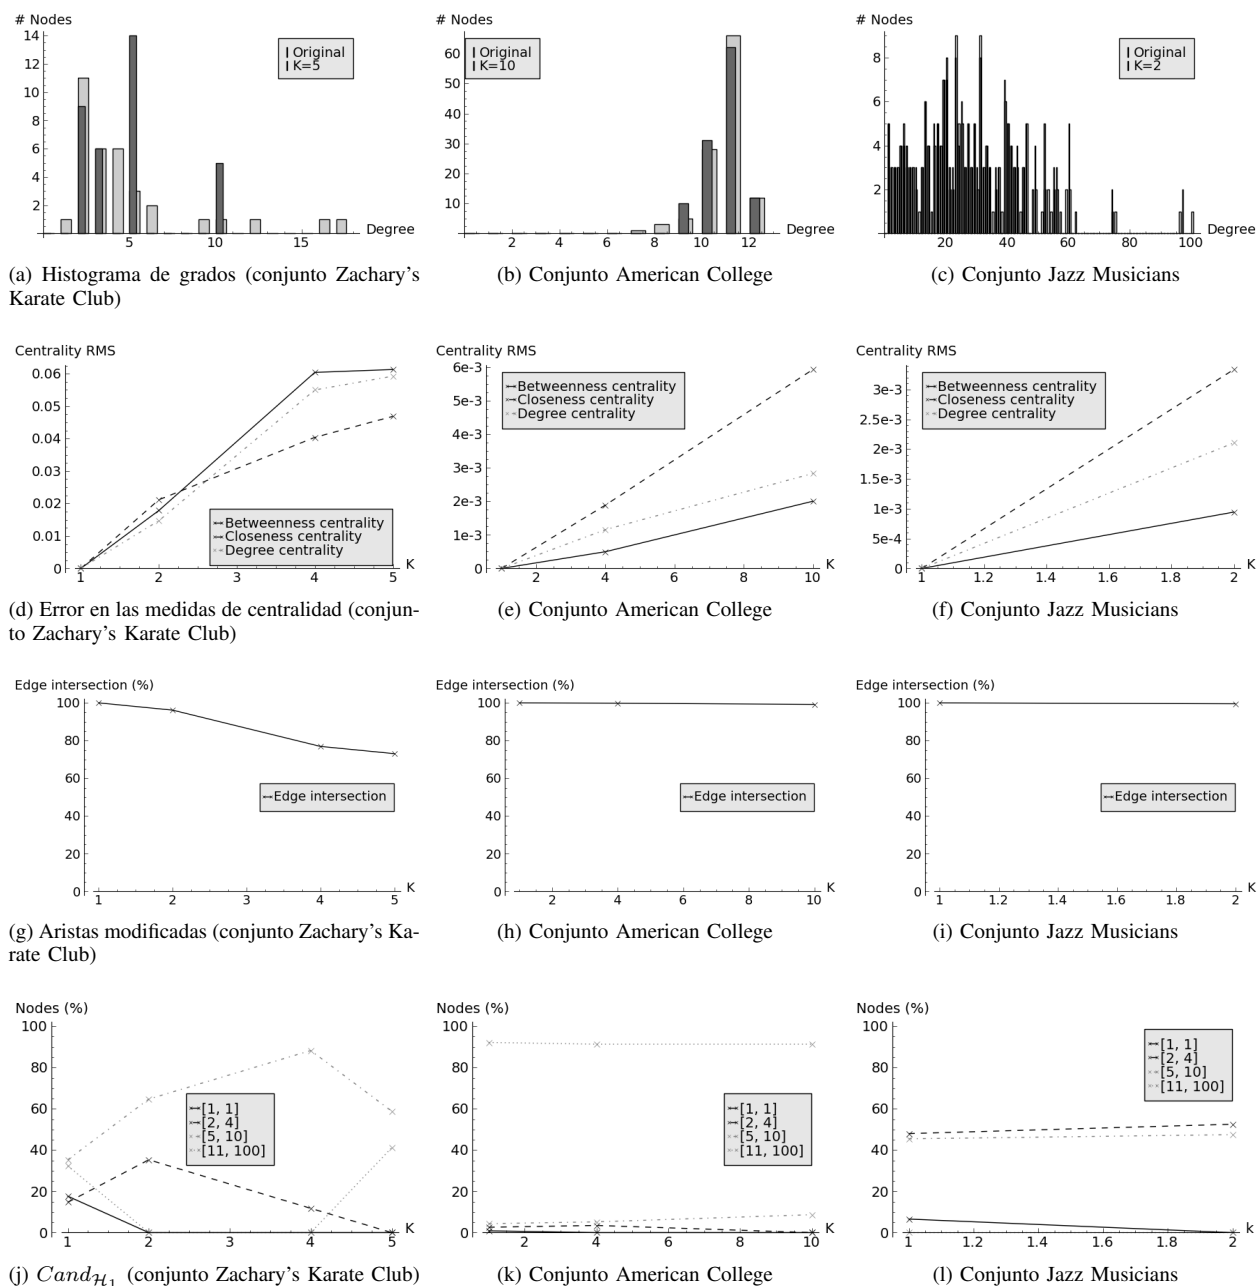 # Nodes
14
12
10
8
6
4
2
5
10
15
Degree
Original
K=5
(a) Histograma de grados (conjunto Zachary's
Karate Club)
# Nodes
60
50
40
30
20
10
2
4
6
8
10
12
Degree
Original
K=10
(b) Conjunto American College
# Nodes
8
6
4
2
20
40
60
80
100
Degree
Original
K=2
(c) Conjunto Jazz Musicians
Centrality RMS
0.06
0.05
0.04
0.03
0.02
0.01
0
1
2
3
4
5
K
Betweenness centrality
Closeness centrality
Degree centrality
(d) Error en las medidas de centralidad (conjun-
to Zachary's Karate Club)
Centrality RMS
6e-3
5e-3
4e-3
3e-3
2e-3
1e-3
0
2
4
6
8
10
K
Betweenness centrality
Closeness centrality
Degree centrality
(e) Conjunto American College
Centrality RMS
3e-3
2.5e-3
2e-3
1.5e-3
1e-3
5e-4
0
1
1.2
1.4
1.6
1.8
2
K
Betweenness centrality
Closeness centrality
Degree centrality
(f) Conjunto Jazz Musicians
Edge intersection (%)
100
80
60
40
20
0
1
2
3
4
5
K
Edge intersection
(g) Aristas modificadas (conjunto Zachary's Ka-
rate Club)
Edge intersection (%)
100
80
60
40
20
0
2
4
6
8
10
K
Edge intersection
(h) Conjunto American College
Edge intersection (%)
100
80
60
40
20
0
1
1.2
1.4
1.6
1.8
2
K
Edge intersection
(i) Conjunto Jazz Musicians
Nodes (%)
100
80
60
40
20
0
1
2
3
4
5
K
[1, 1]
[2, 4]
[5, 10]
[11, 100]
(j) Cand_{\mathcal{H}_1} (conjunto Zachary's Karate Club)
Nodes (%)
100
80
60
40
20
0
2
4
6
8
10
K
[1, 1]
[2, 4]
[5, 10]
[11, 100]
(k) Conjunto American College
Nodes (%)
100
80
60
40
20
0
1
1.2
1.4
1.6
1.8
2
k
[1, 1]
[2, 4]
[5, 10]
[11, 100]
(l) Conjunto Jazz Musicians